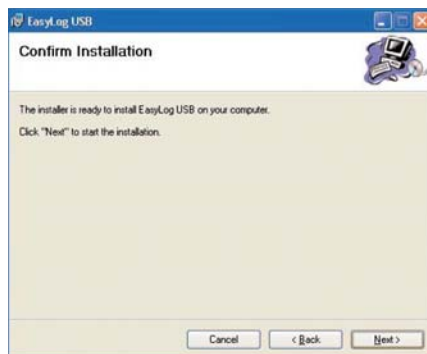 EasyLog USB
Confirm Installation
The installer is ready to install EasyLog USB on your computer.
Click "Next" to start the installation.
Cancel
< Back
Next >